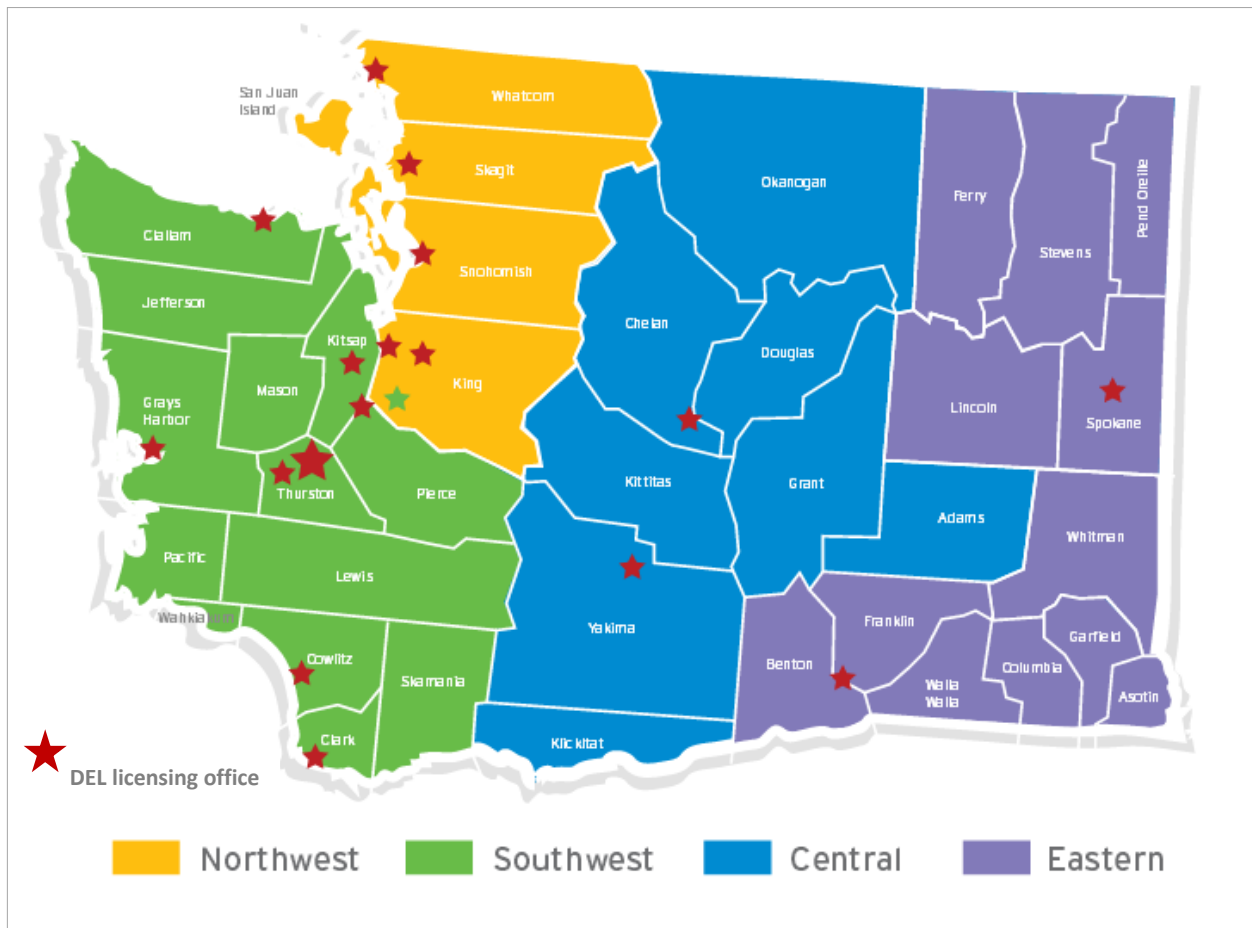 San Juan
Island
Whatcom
Skagit
Okanogan
Ferry
Stevens
Pend Oreille
Clallam
Snohomish
Jefferson
Chelan
Kitsap
Douglas
King
Mason
Grays
Harbor
Lincoln
Spokane
Thurston
Pierce
Kittitas
Grant
Adams
Whitman
Pacific
Lewis
Wahkiakum
Yakima
Franklin
Garfield
Cowlitz
Skamania
Benton
Columbia
Walla
Walla
Asotin
Clark
Klickitat
DEL licensing office
Northwest
Southwest
Central
Eastern